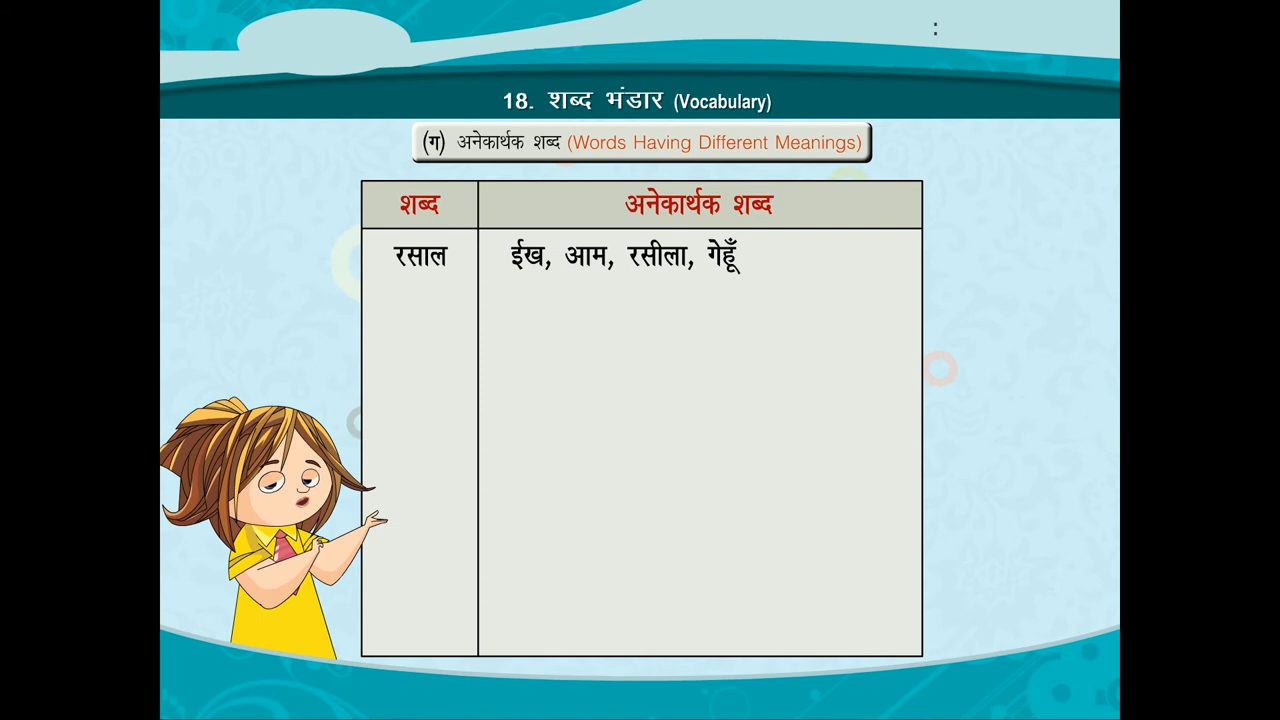 :
18. शब्द भंडार (Vocabulary)
(ग) अनेकार्थक शब्द (Words Having Different Meanings)
शब्द अनेकार्थक शब्द
रसाल ईख, आम, रसीला, गेहूँ